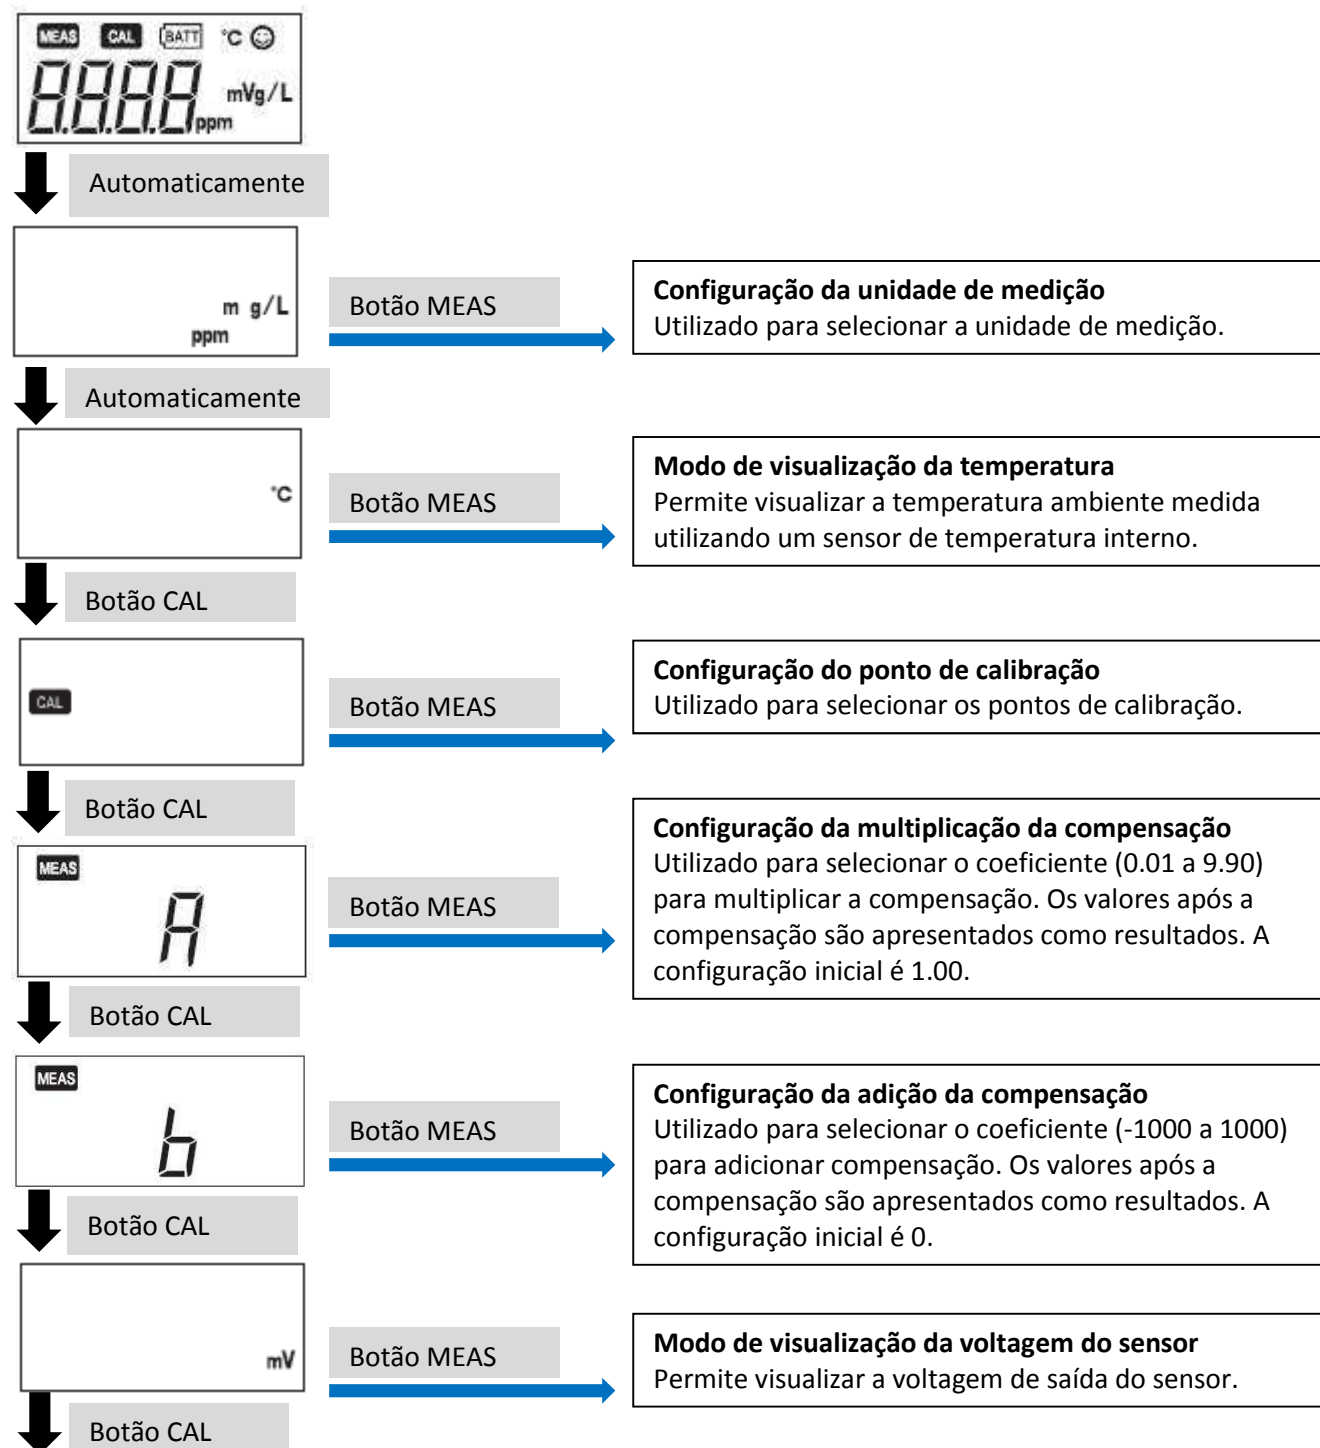 MEAS CAL BATT °C
8.8.8.8 mVg/L
ppm
Automaticamente
m g/L
ppm
Botão MEAS
Configuração da unidade de medição
Utilizado para selecionar a unidade de medição.
Automaticamente
°C
Botão MEAS
Modo de visualização da temperatura
Permite visualizar a temperatura ambiente medida
utilizando um sensor de temperatura interno.
Botão CAL
CAL
Botão MEAS
Configuração do ponto de calibração
Utilizado para selecionar os pontos de calibração.
Botão CAL
MEAS
A
Botão MEAS
Configuração da multiplicação da compensação
Utilizado para selecionar o coeficiente (0.01 a 9.90)
para multiplicar a compensação. Os valores após a
compensação são apresentados como resultados. A
configuração inicial é 1.00.
Botão CAL
MEAS
b
Botão MEAS
Configuração da adição da compensação
Utilizado para selecionar o coeficiente (-1000 a 1000)
para adicionar compensação. Os valores após a
compensação são apresentados como resultados. A
configuração inicial é 0.
Botão CAL
mV
Botão MEAS
Modo de visualização da voltagem do sensor
Permite visualizar a voltagem de saída do sensor.
Botão CAL